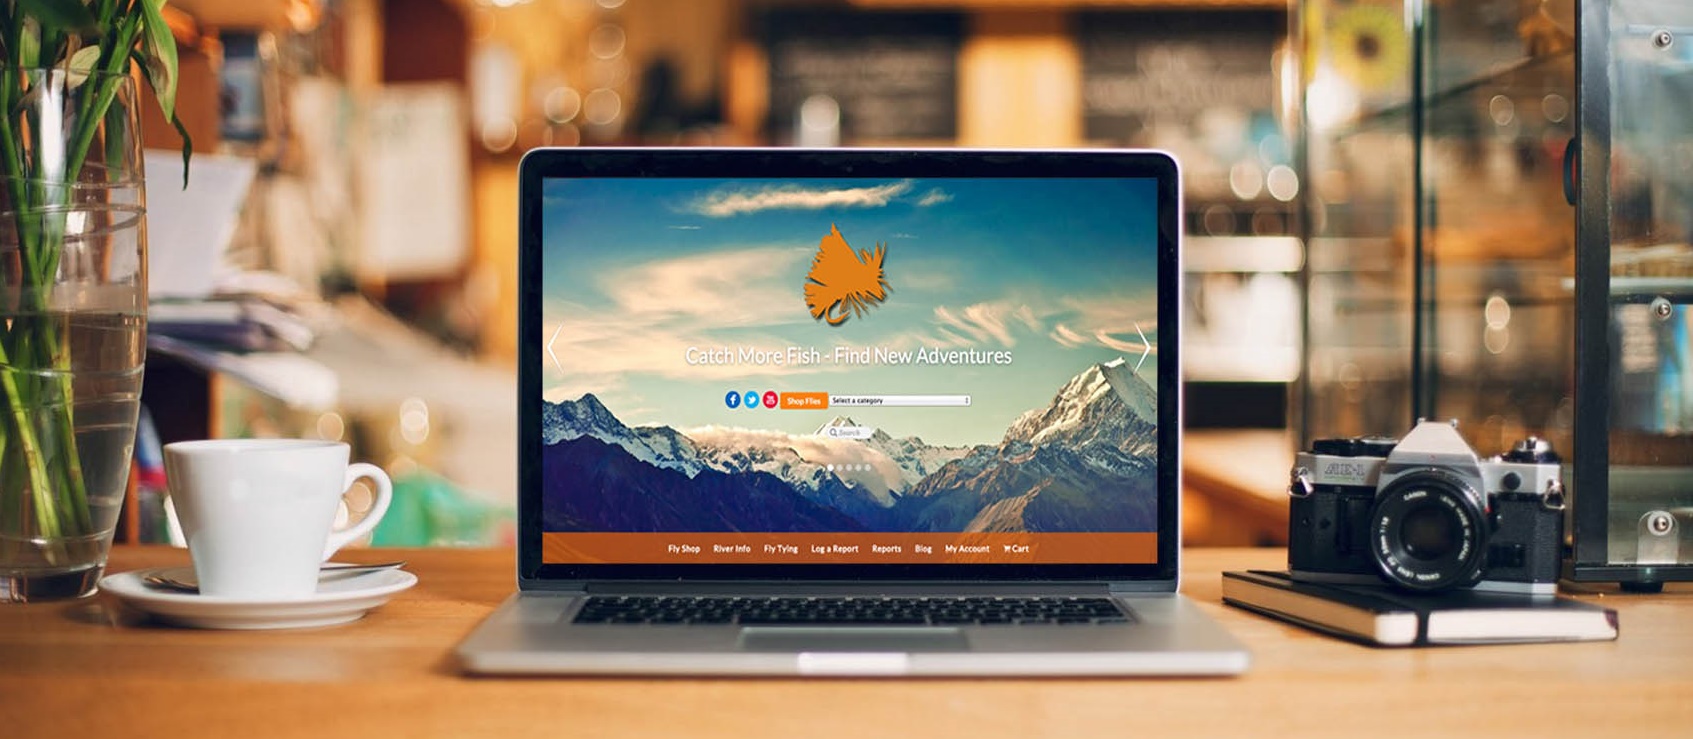 Catch More Fish - Find New Adventures
Shop Flies
Select a category
Search
Fly Shop River Info Fly Tying Log a Report Reports Blog My Account Cart
AE-1
CANON